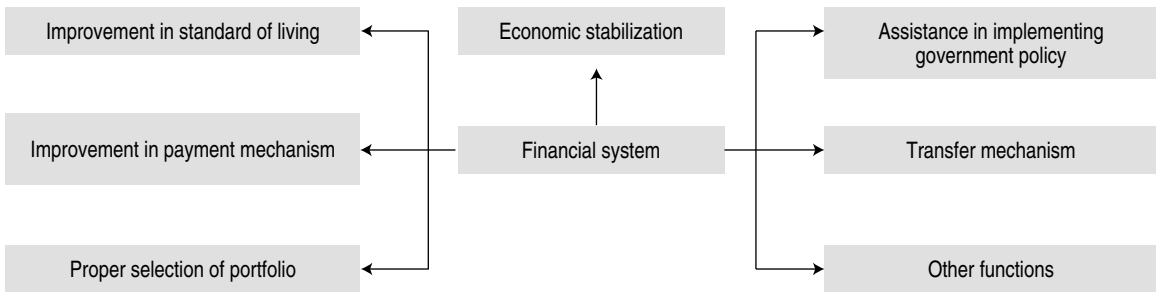 Improvement in standard of living
Economic stabilization
Assistance in implementing
government policy
Improvement in payment mechanism
Financial system
Transfer mechanism
Proper selection of portfolio
Other functions